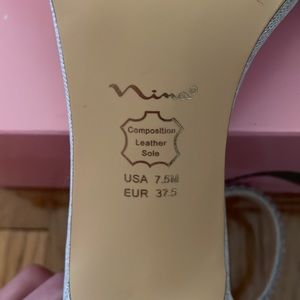 Nina®
Composition
Leather
Sole
USA 7.5M
EUR 37.5